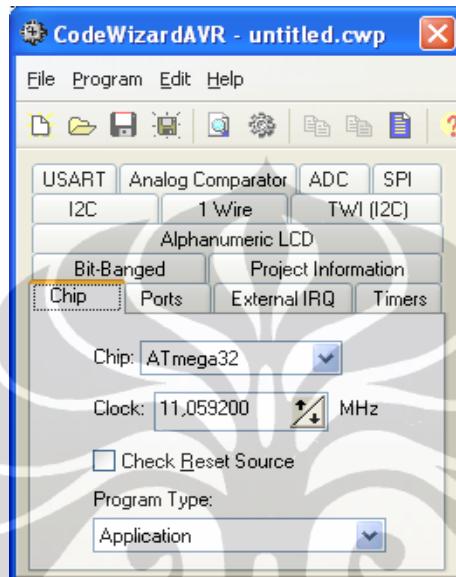 CodeWizardAVR - untitled.cwp
File Program Edit Help
?
USART Analog Comparator ADC SPI
I2C 1 Wire TWI (I2C)
Alphanumeric LCD
Bit-Banged Project Information
Chip Ports External IRQ Timers
Chip: ATmega32
Clock: 11,059200 MHz
Check Reset Source
Program Type:
Application